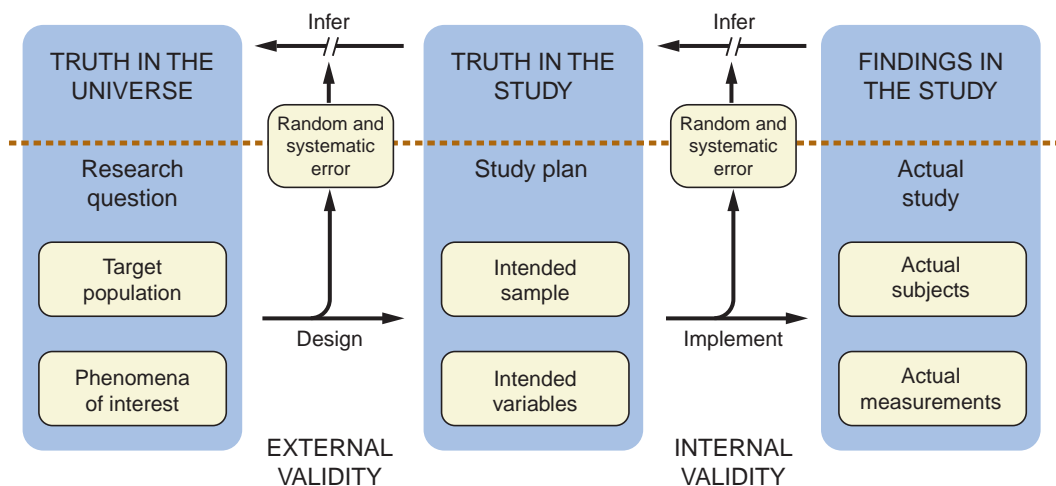 Infer
Infer
TRUTH IN THE
UNIVERSE
TRUTH IN THE
STUDY
FINDINGS IN
THE STUDY
Random and
systematic
error
Random and
systematic
error
Research
question
Study plan
Actual
study
Target
population
Intended
sample
Actual
subjects
Design
Implement
Phenomena
of interest
Intended
variables
Actual
measurements
EXTERNAL
VALIDITY
INTERNAL
VALIDITY